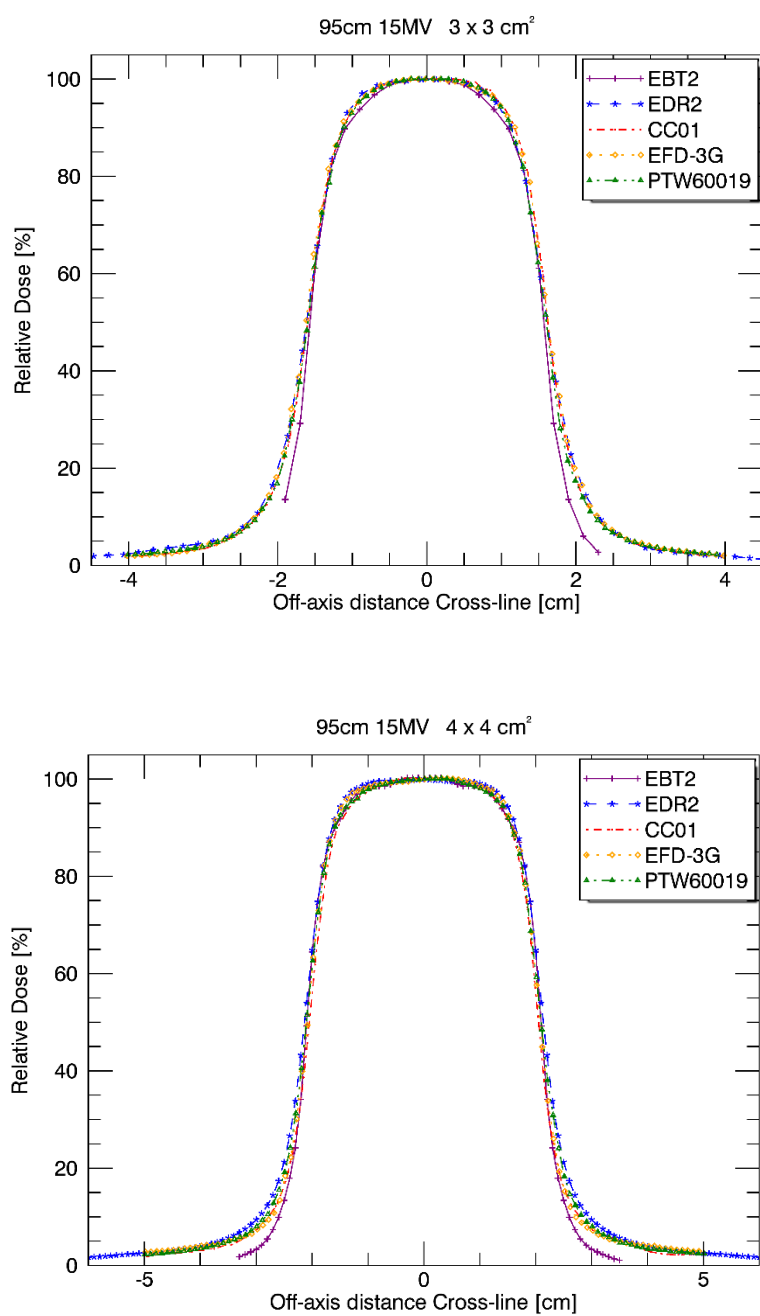 95cm 15MV 3 x 3 cm²
EBT2
EDR2
CC01
EFD-3G
PTW60019
100
80
60
40
20
0
Relative Dose [%]
-4 -2 0 2 4
Off-axis distance Cross-line [cm]
95cm 15MV 4 x 4 cm²
EBT2
EDR2
CC01
EFD-3G
PTW60019
100
80
60
40
20
0
Relative Dose [%]
-5 0 5
Off-axis distance Cross-line [cm]